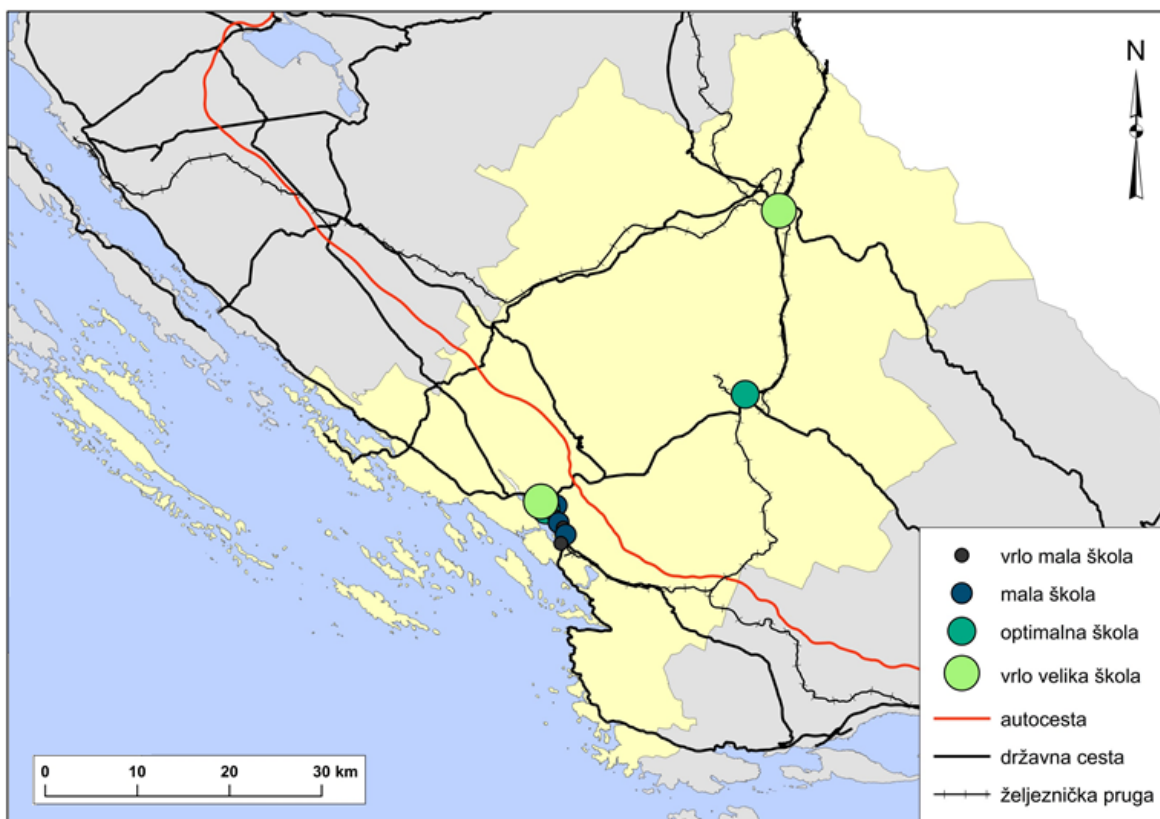 N
vrlo mala škola
mala škola
optimalna škola
vrlo velika škola
autocesta
državna cesta
željeznička pruga
0 10 20 30 km